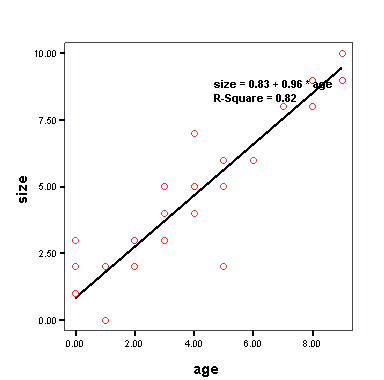 10.00
size = 0.83 + 0.96 * age
R-Square = 0.82
7.50
size
5.00
2.50
0.00
0.00 2.00 4.00 6.00 8.00
age